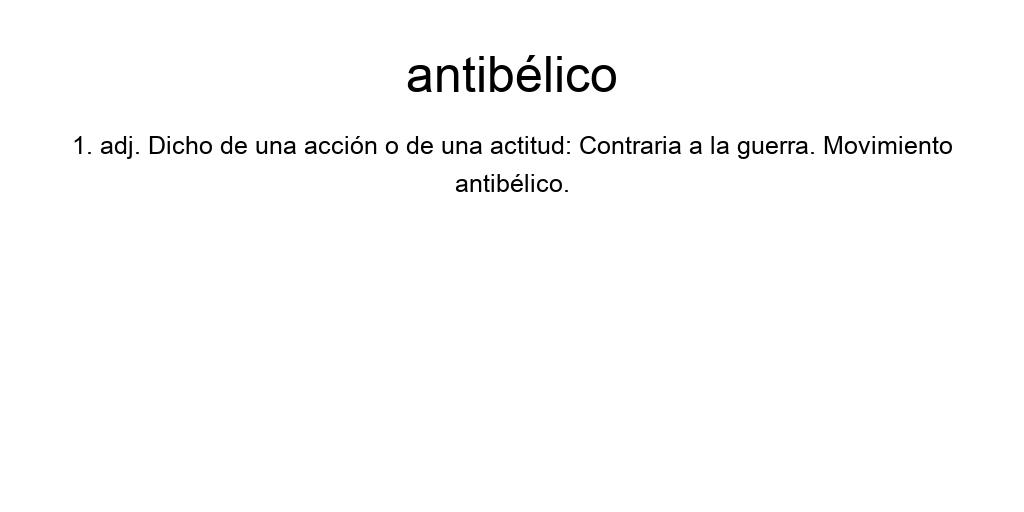 antibélico
1. adj. Dicho de una acción o de una actitud: Contraria a la guerra. Movimiento
antibélico.